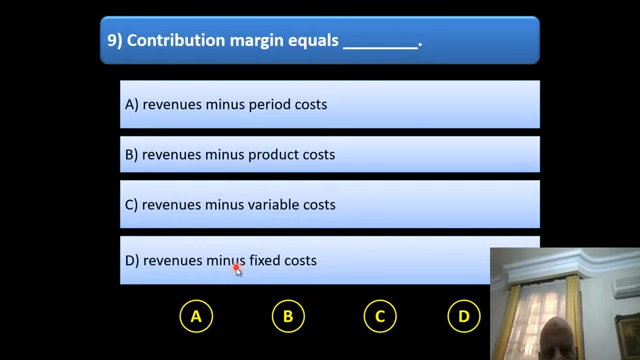 9) Contribution margin equals ________.
A) revenues minus period costs
B) revenues minus product costs
C) revenues minus variable costs
D) revenues minus fixed costs
A B C D